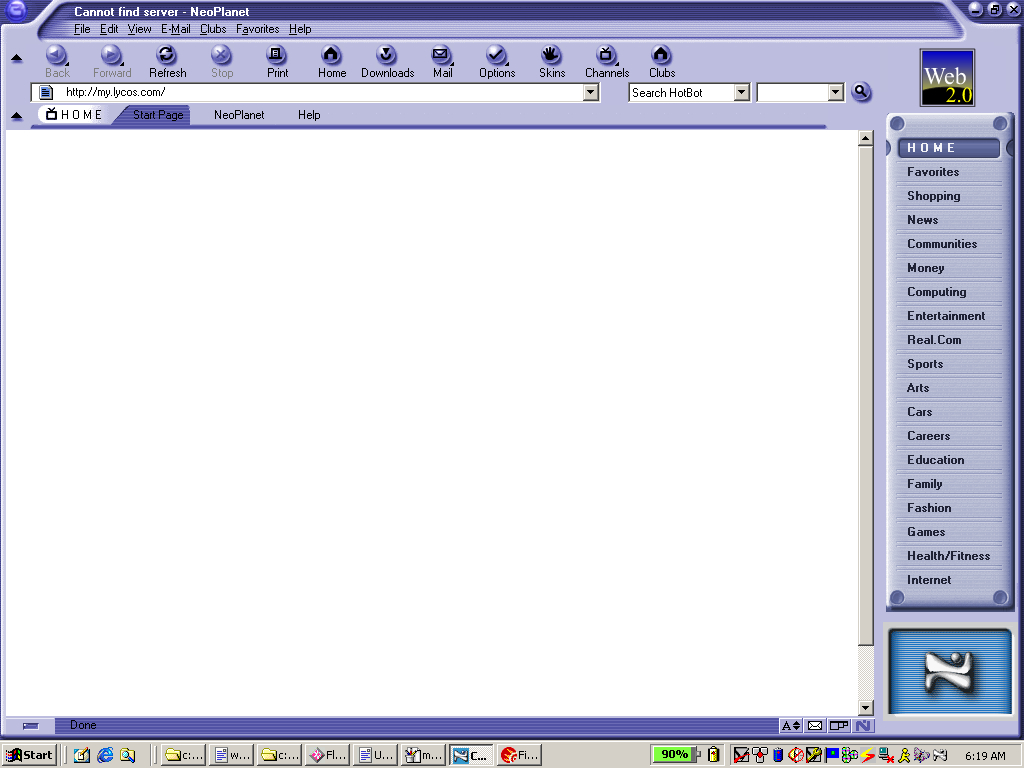 Cannot find server - NeoPlanet
File Edit View E-Mail Clubs Favorites Help
Back Forward Refresh Stop Print Home Downloads Mail Options Skins Channels Clubs
http://my.lycos.com/ Search HotBot
Web 2.0
HOME Start Page NeoPlanet Help
HOME
Favorites
Shopping
News
Communities
Money
Computing
Entertainment
Real.Com
Sports
Arts
Cars
Careers
Education
Family
Fashion
Games
Health/Fitness
Internet
Done A
Start c:... w... c:... Fl... U... m... C... Fi... 90% 6:19 AM